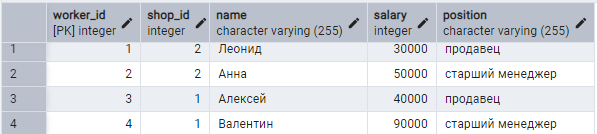 worker_id shop_id name salary position
[PK] integer integer character varying (255) integer character varying (255)
1 1 2 Леонид 30000 продавец
2 2 2 Анна 50000 старший менеджер
3 3 1 Алексей 40000 продавец
4 4 1 Валентин 90000 старший менеджер